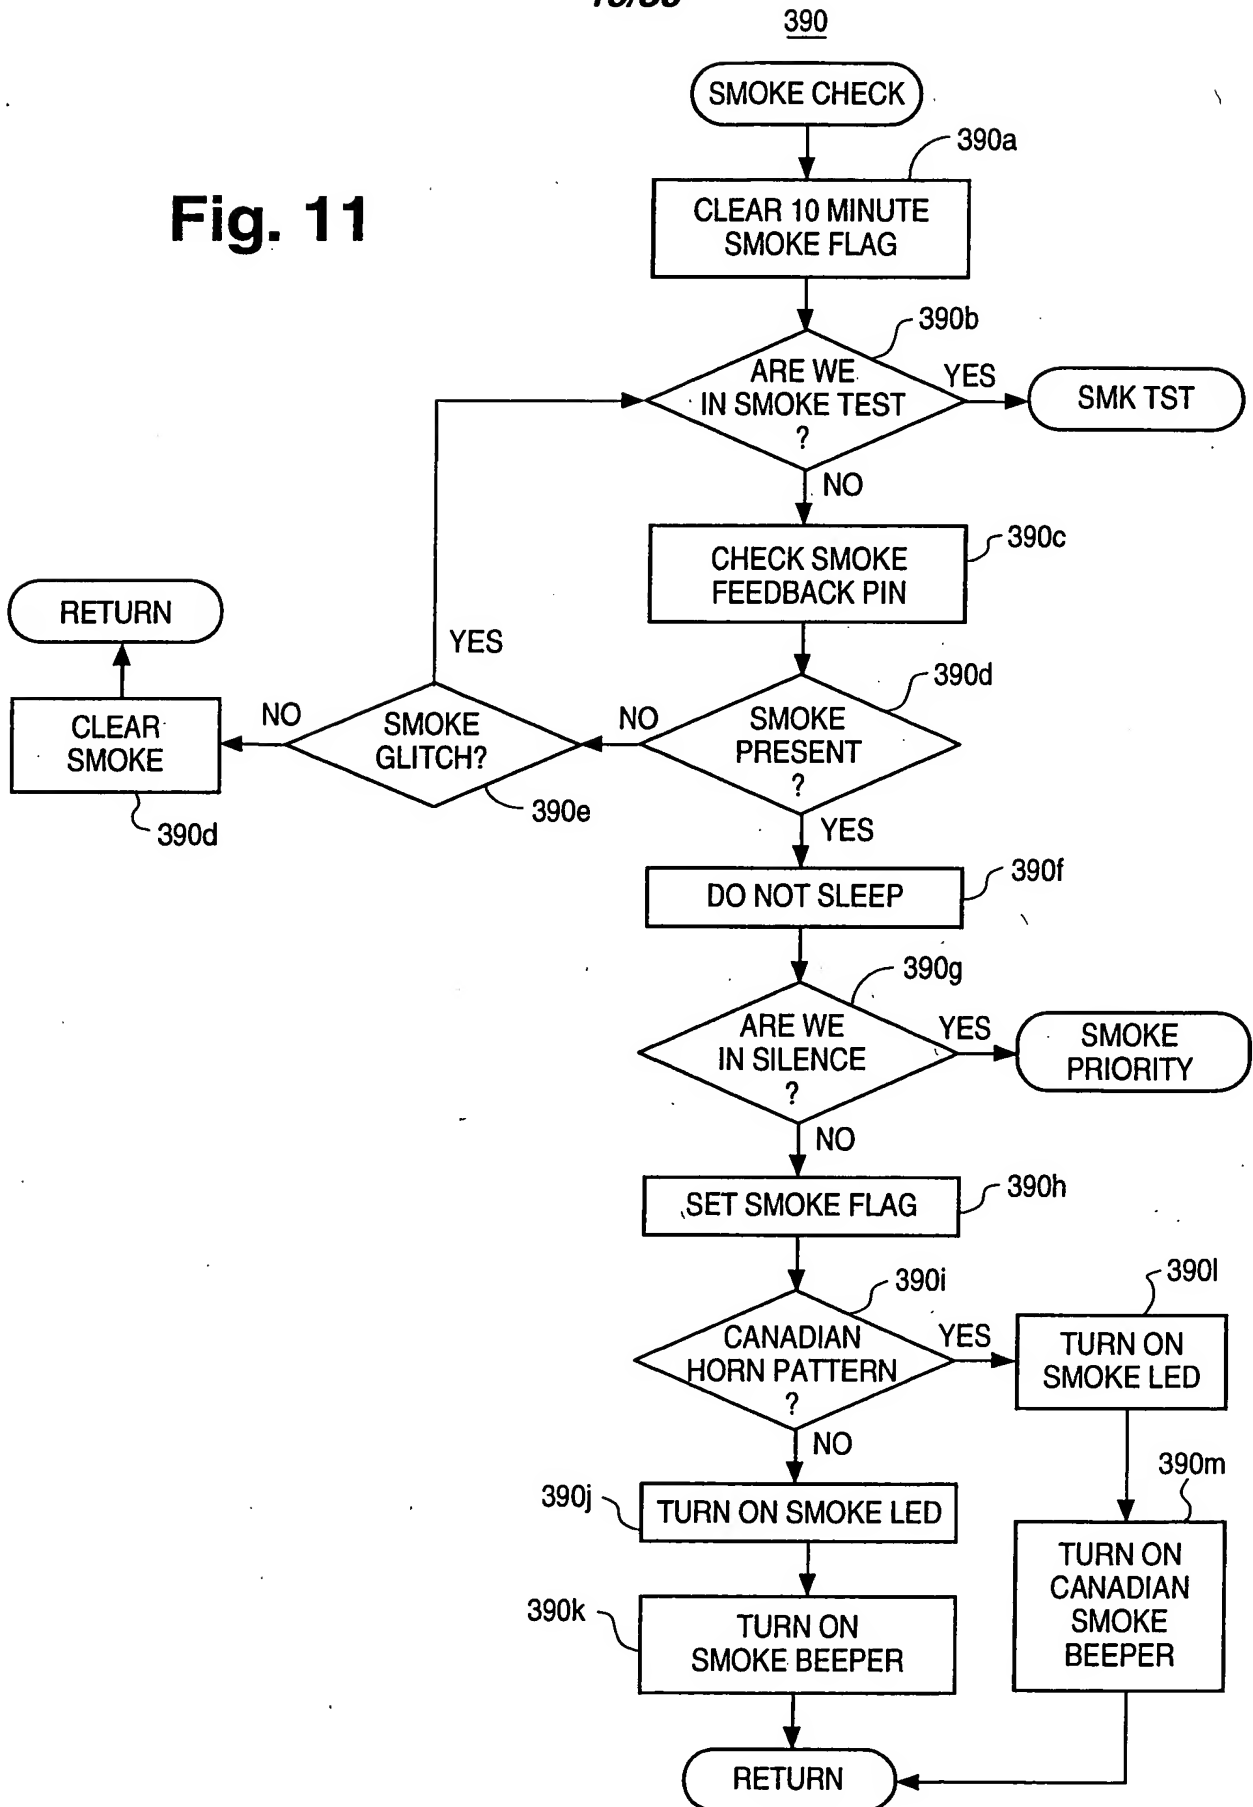 390
SMOKE CHECK
390a
Fig. 11
CLEAR 10 MINUTE
SMOKE FLAG
390b
ARE WE
IN SMOKE TEST
?
YES
SMK TST
NO
390c
CHECK SMOKE
FEEDBACK PIN
RETURN
YES
390d
NO
CLEAR
SMOKE
SMOKE
GLITCH?
NO
SMOKE
PRESENT
?
390d
390e
YES
390f
DO NOT SLEEP
390g
ARE WE
IN SILENCE
?
YES
SMOKE
PRIORITY
NO
390h
SET SMOKE FLAG
390i
390l
CANADIAN
HORN PATTERN
?
YES
TURN ON
SMOKE LED
NO
390m
390j
TURN ON SMOKE LED
TURN ON
CANADIAN
SMOKE
BEEPER
390k
TURN ON
SMOKE BEEPER
RETURN